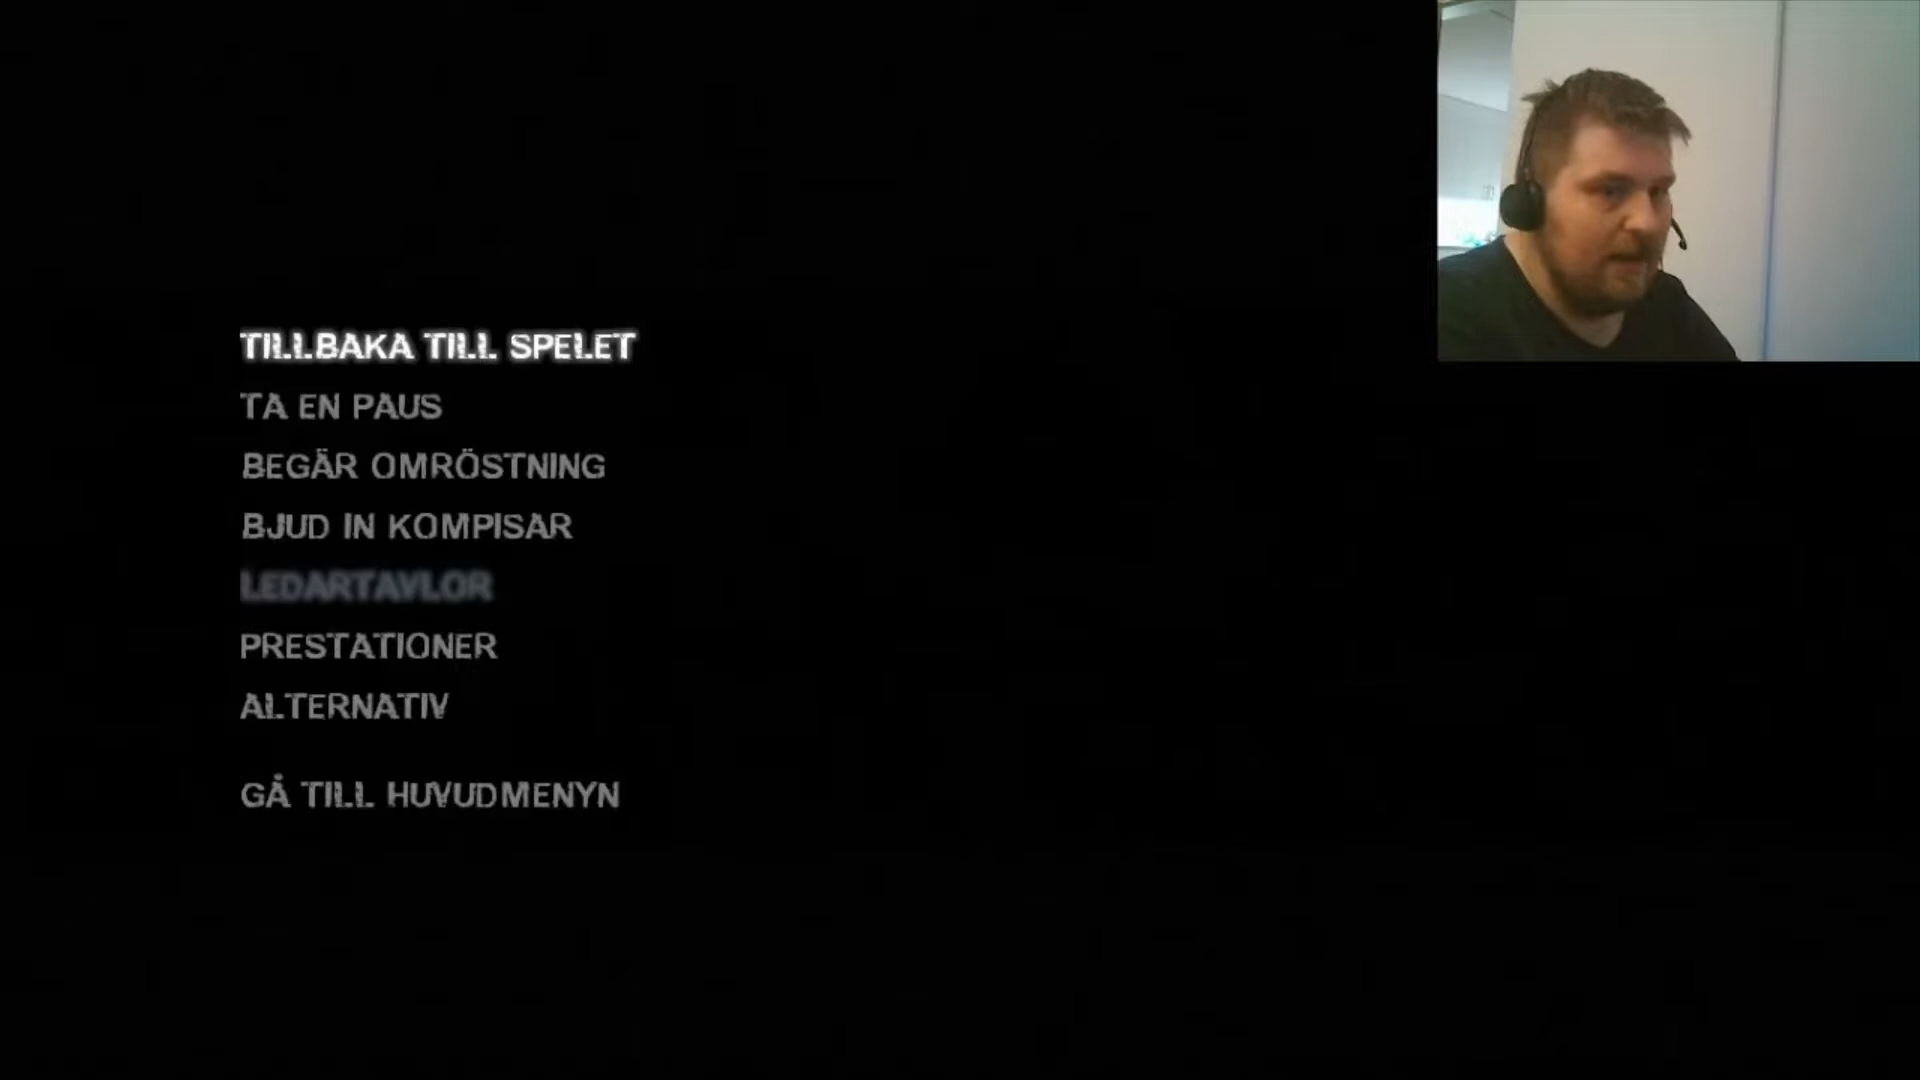 TILLBAKA TILL SPELET
TA EN PAUS
BEGÄR OMRÖSTNING
BJUD IN KOMPISAR
LEDARTAVLOR
PRESTATIONER
ALTERNATIV
GÅ TILL HUVUDMENYN